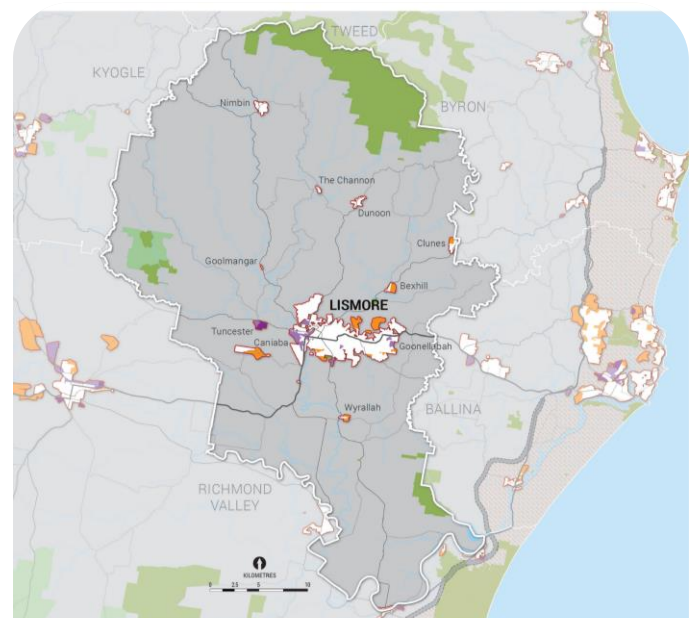 TWEED
KYOGLE
Nimbin
BYRON
The Channon
Dunoon
Clunes
Goolmangar
Bexhill
LISMORE
Tuncester
Caniaba
Goonellabah
Wyrallah
BALLINA
RICHMOND
VALLEY
KILOMETRES
0 2.5 5 10